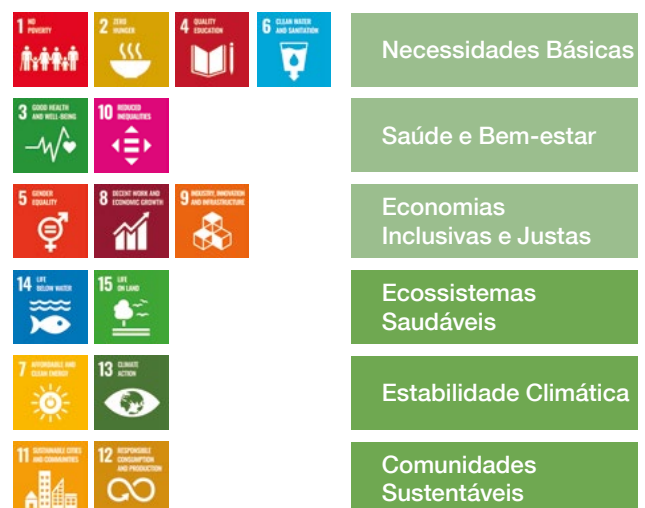 1 NO
POVERTY
2 ZERO
HUNGER
4 QUALITY
EDUCATION
6 CLEAN WATER
AND SANITATION
Necessidades Básicas
3 GOOD HEALTH
AND WELL-BEING
10 REDUCED
INEQUALITIES
Saúde e Bem-estar
5 GENDER
EQUALITY
8 DECENT WORK AND
ECONOMIC GROWTH
9 INDUSTRY, INNOVATION
AND INFRASTRUCTURE
Economias
Inclusivas e Justas
14 LIFE
BELOW WATER
15 LIFE
ON LAND
Ecossistemas
Saudáveis
7 AFFORDABLE AND
CLEAN ENERGY
13 CLIMATE
ACTION
Estabilidade Climática
11 SUSTAINABLE CITIES
AND COMMUNITIES
12 RESPONSIBLE
CONSUMPTION
AND PRODUCTION
Comunidades
Sustentáveis